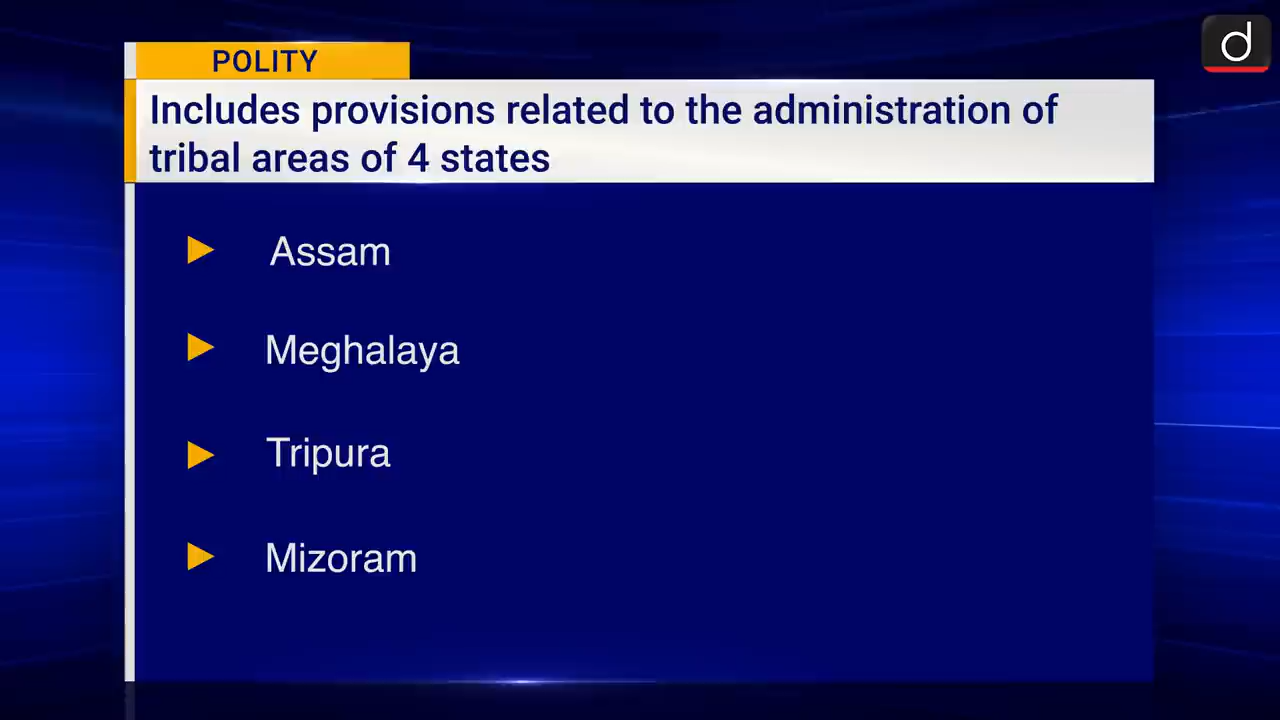 d
POLITY
Includes provisions related to the administration of
tribal areas of 4 states
Assam
Meghalaya
Tripura
Mizoram